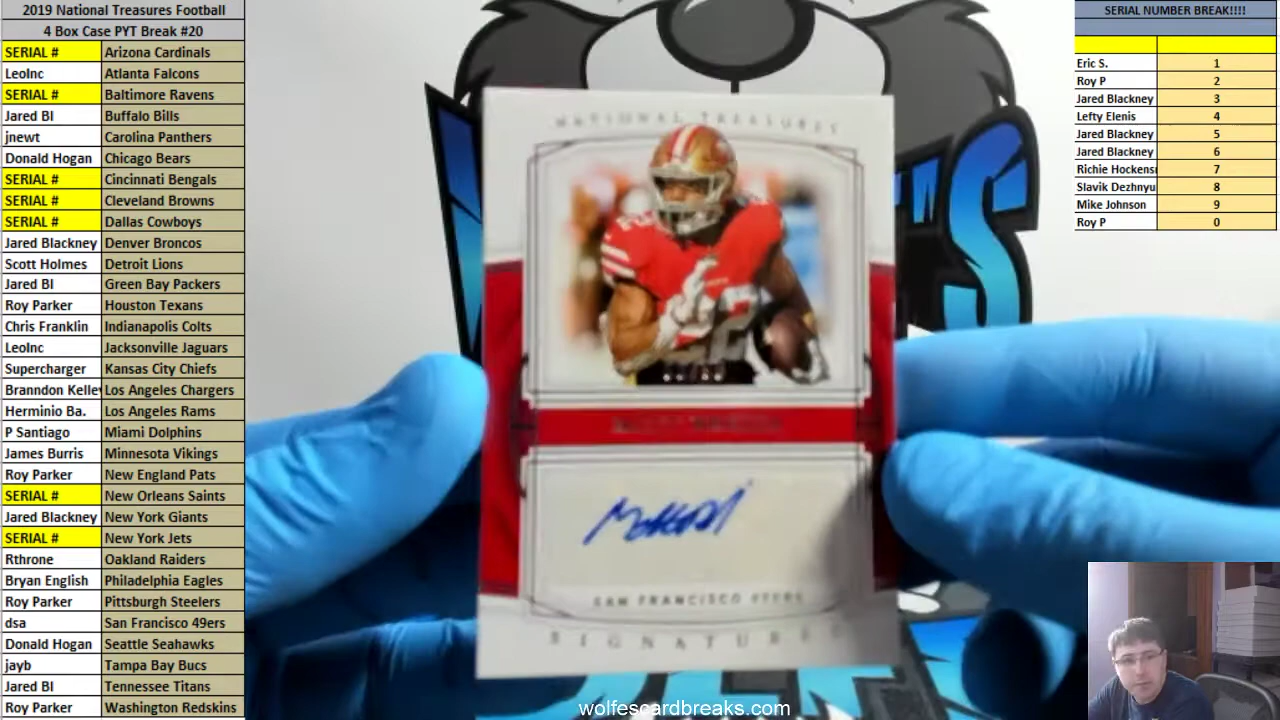 2019 National Treasures Football
4 Box Case PYT Break #20
SERIAL # Arizona Cardinals
LeoInc Atlanta Falcons
SERIAL # Baltimore Ravens
Jared Bl Buffalo Bills
jnewt Carolina Panthers
Donald Hogan Chicago Bears
SERIAL # Cincinnati Bengals
SERIAL # Cleveland Browns
SERIAL # Dallas Cowboys
Jared Blackney Denver Broncos
Scott Holmes Detroit Lions
Jared Bl Green Bay Packers
Roy Parker Houston Texans
Chris Franklin Indianapolis Colts
LeoInc Jacksonville Jaguars
Supercharger Kansas City Chiefs
Brandon Kelley Los Angeles Chargers
Herminio Ba. Los Angeles Rams
P Santiago Miami Dolphins
James Burris Minnesota Vikings
Roy Parker New England Pats
SERIAL # New Orleans Saints
Jared Blackney New York Giants
SERIAL # New York Jets
Rthrone Oakland Raiders
Bryan English Philadelphia Eagles
Roy Parker Pittsburgh Steelers
dsa San Francisco 49ers
Donald Hogan Seattle Seahawks
jayb Tampa Bay Bucs
Jared Bl Tennessee Titans
Roy Parker Washington Redskins
NATIONAL TREASURES
22
SAN FRANCISCO 49ERS
SIGNATURES
wolfescardbreaks.com
SERIAL NUMBER BREAK!!!!
Eric S. 1
Roy P 2
Jared Blackney 3
Lefty Elenis 4
Jared Blackney 5
Jared Blackney 6
Richie Hockens 7
Slavik Dezhnyu 8
Mike Johnson 9
Roy P 0